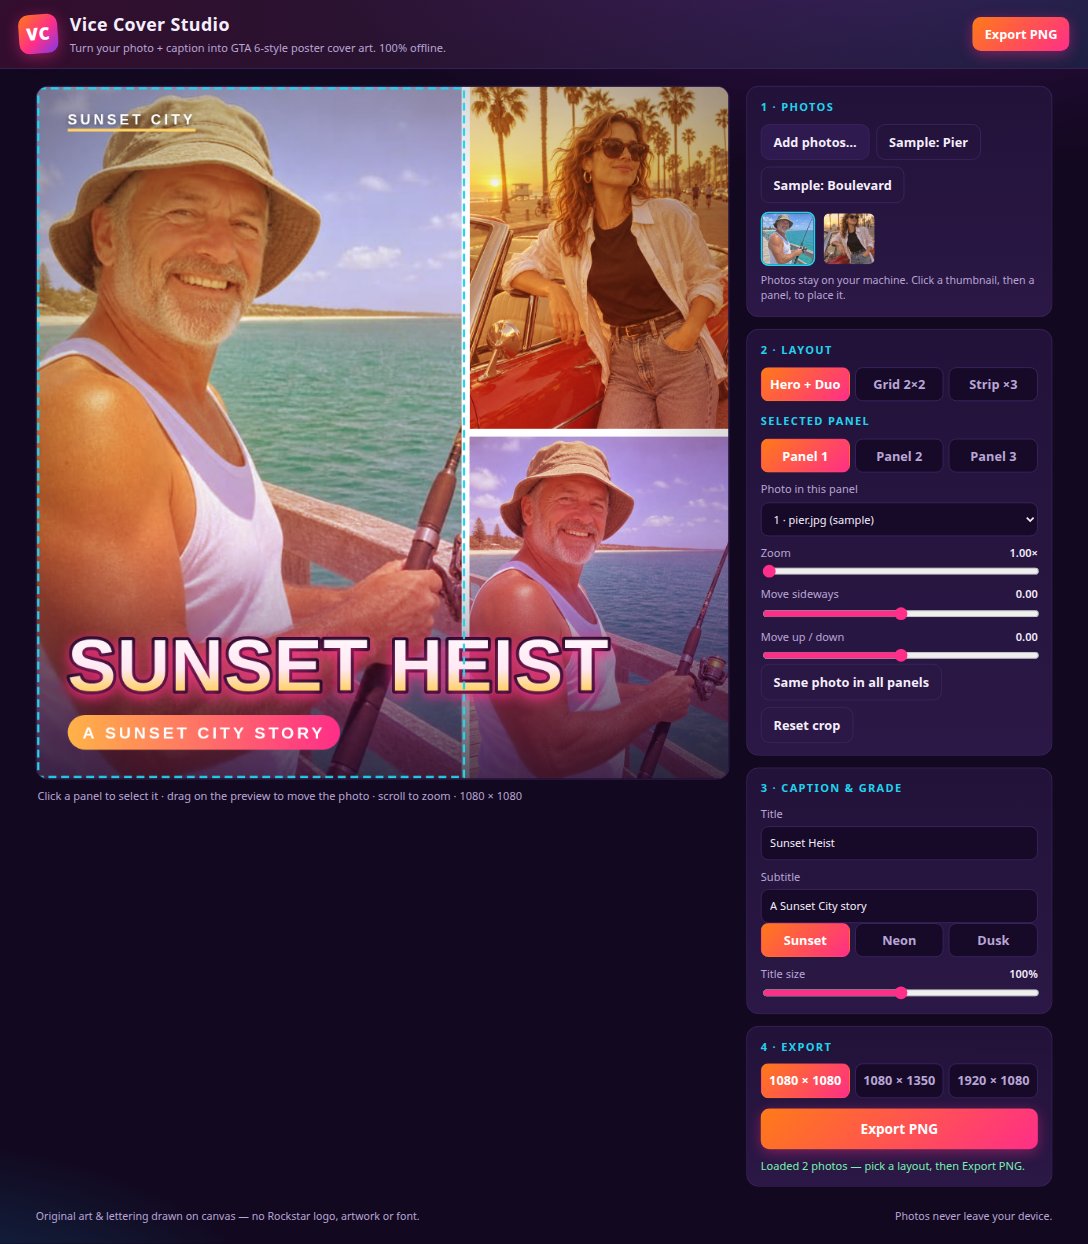 VC
Vice Cover Studio
Turn your photo + caption into GTA 6-style poster cover art. 100% offline.
Export PNG
SUNSET CITY
SUNSET HEIST
A SUNSET CITY STORY
Click a panel to select it · drag on the preview to move the photo · scroll to zoom · 1080 × 1080
1 · PHOTOS
Add photos…
Sample: Pier
Sample: Boulevard
Photos stay on your machine. Click a thumbnail, then a
panel, to place it.
2 · LAYOUT
Hero + Duo
Grid 2×2
Strip ×3
SELECTED PANEL
Panel 1
Panel 2
Panel 3
Photo in this panel
1 · pier.jpg (sample)
Zoom 1.00×
Move sideways 0.00
Move up / down 0.00
Same photo in all panels
Reset crop
3 · CAPTION & GRADE
Title
Sunset Heist
Subtitle
A Sunset City story
Sunset
Neon
Dusk
Title size 100%
4 · EXPORT
1080 × 1080
1080 × 1350
1920 × 1080
Export PNG
Loaded 2 photos — pick a layout, then Export PNG.
Original art & lettering drawn on canvas — no Rockstar logo, artwork or font.
Photos never leave your device.